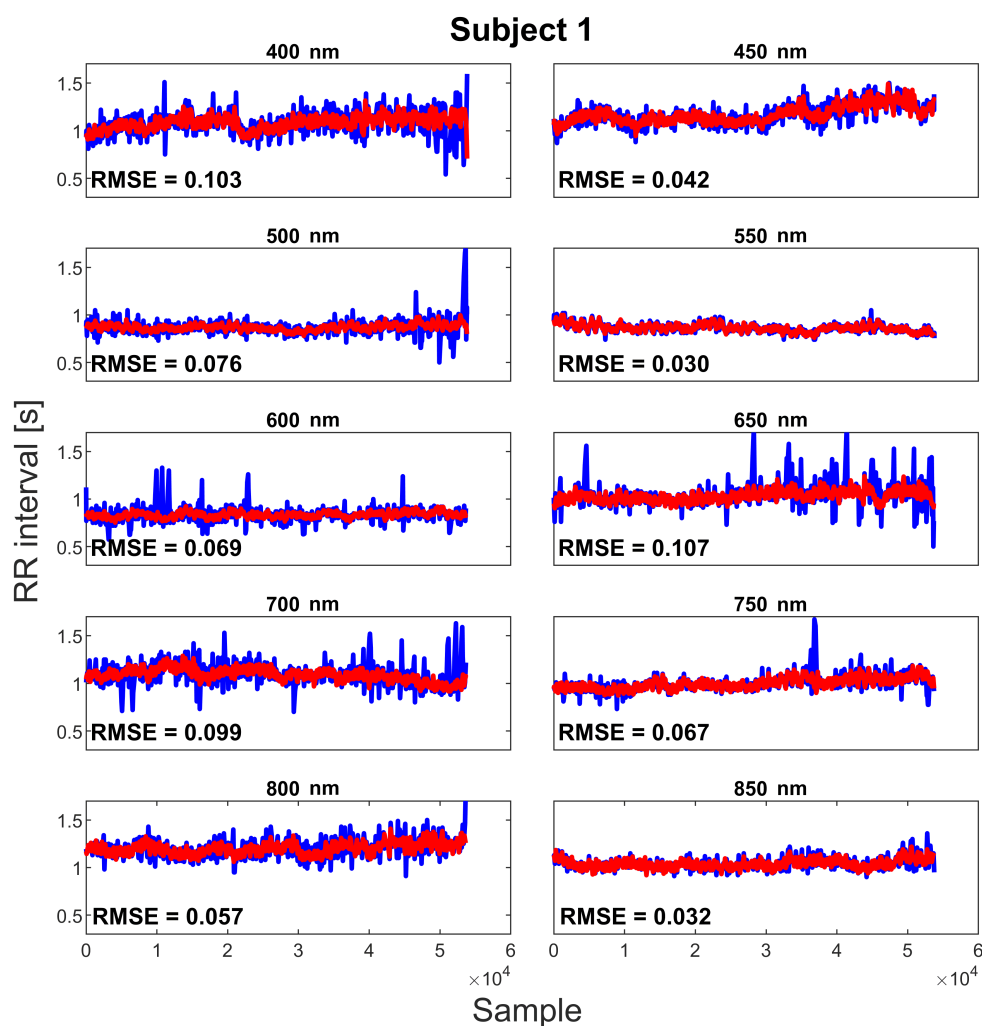 Subject 1
400 nm
450 nm
1.5
1
0.5
RMSE = 0.103
RMSE = 0.042
500 nm
550 nm
1.5
1
0.5
RMSE = 0.076
RMSE = 0.030
RR interval [s]
600 nm
650 nm
1.5
1
0.5
RMSE = 0.069
RMSE = 0.107
700 nm
750 nm
1.5
1
0.5
RMSE = 0.099
RMSE = 0.067
800 nm
850 nm
1.5
1
0.5
RMSE = 0.057
RMSE = 0.032
0 1 2 3 4 5 6
×10⁴
0 1 2 3 4 5 6
×10⁴
Sample